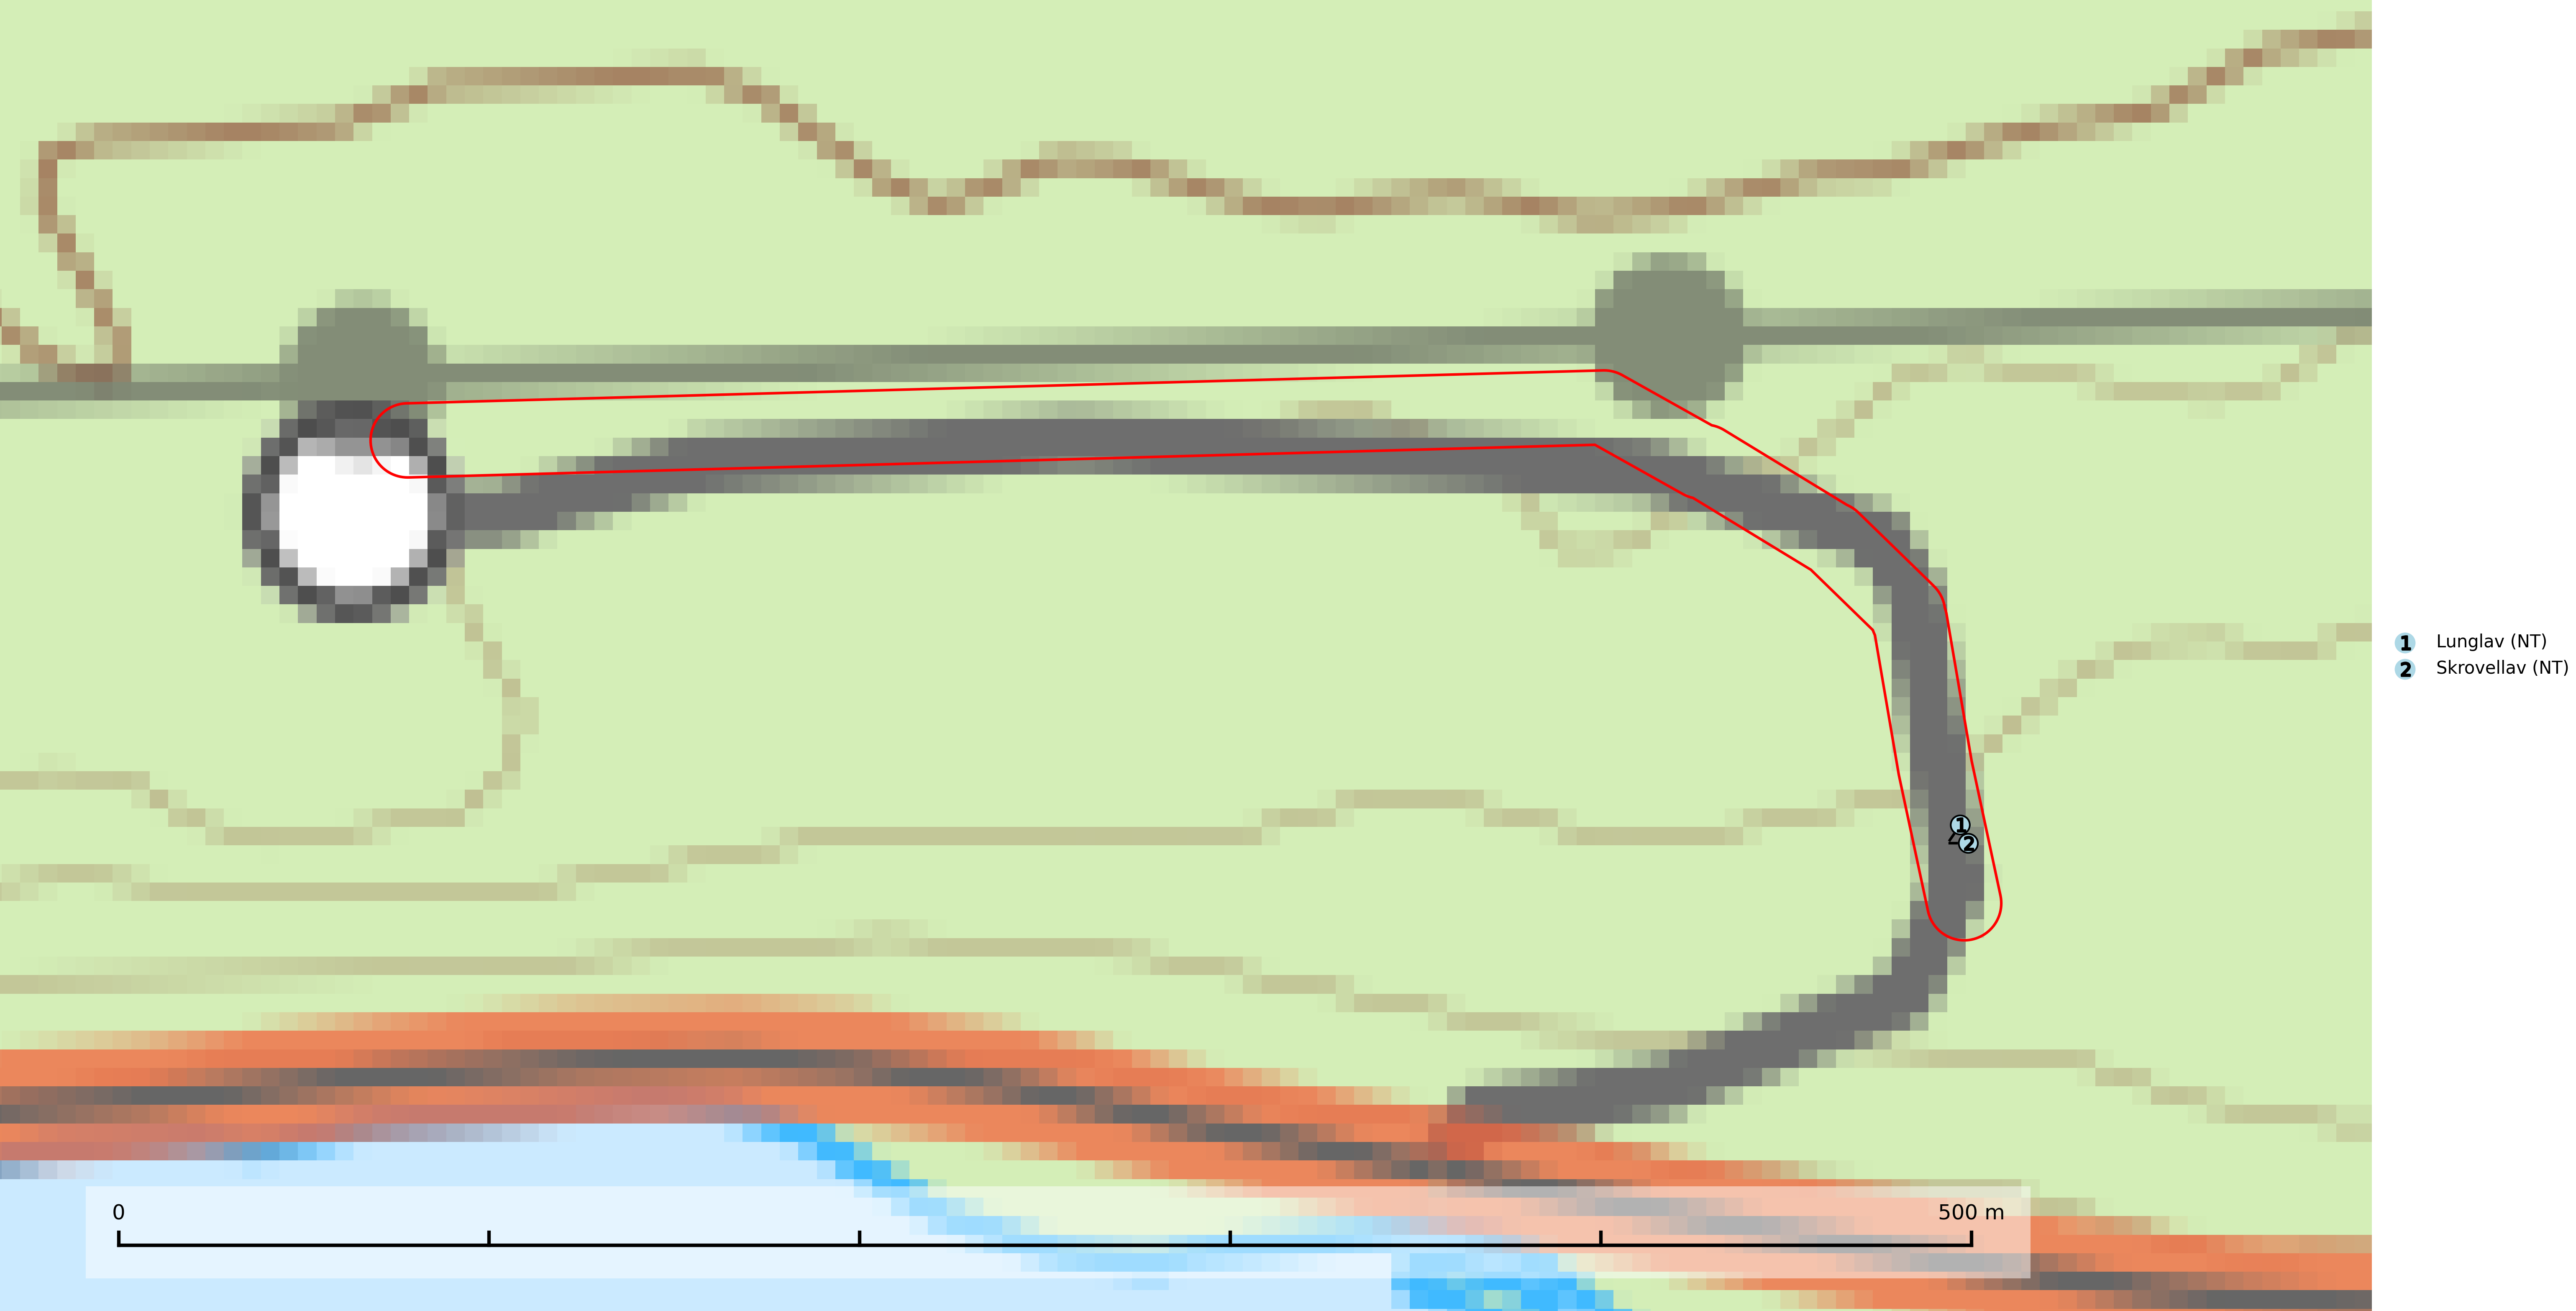 1 Lunglav (NT)
2 Skrovellav (NT)
1
2
0 500 m